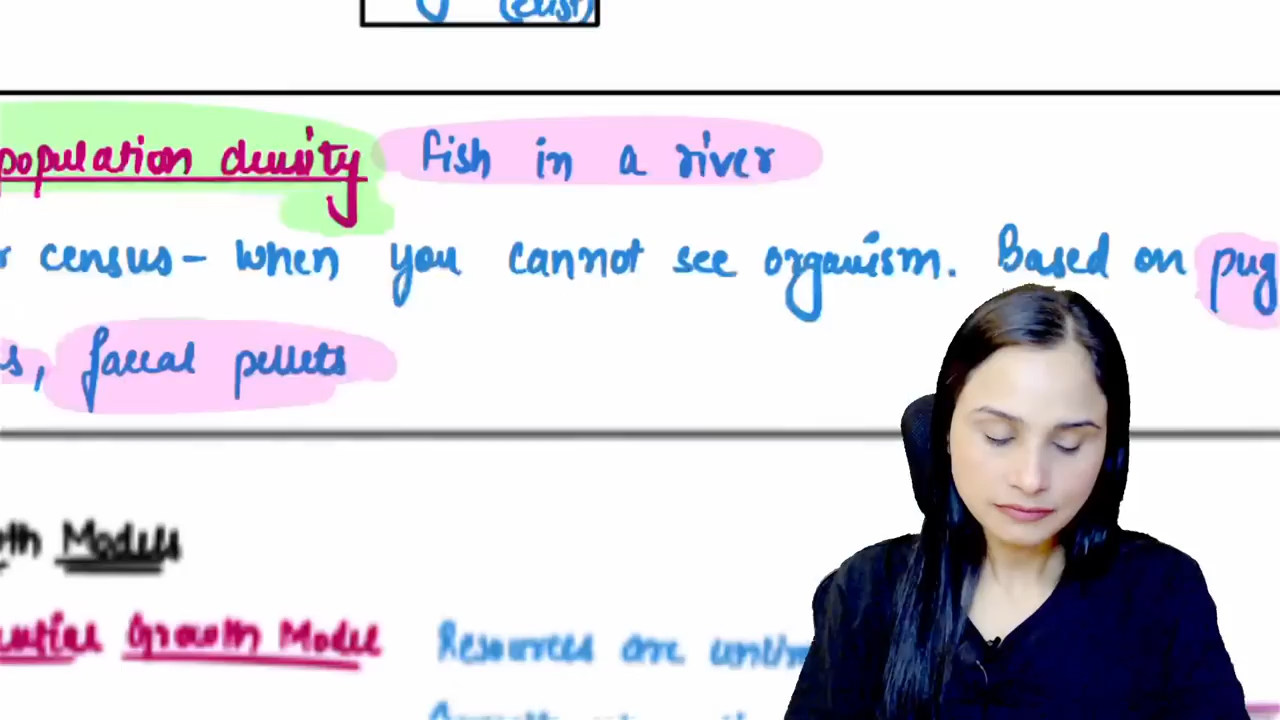 population density fish in a river
census- when you cannot see organism. Based on pug
s, faecal pellets
Models
Growth Model Resources are